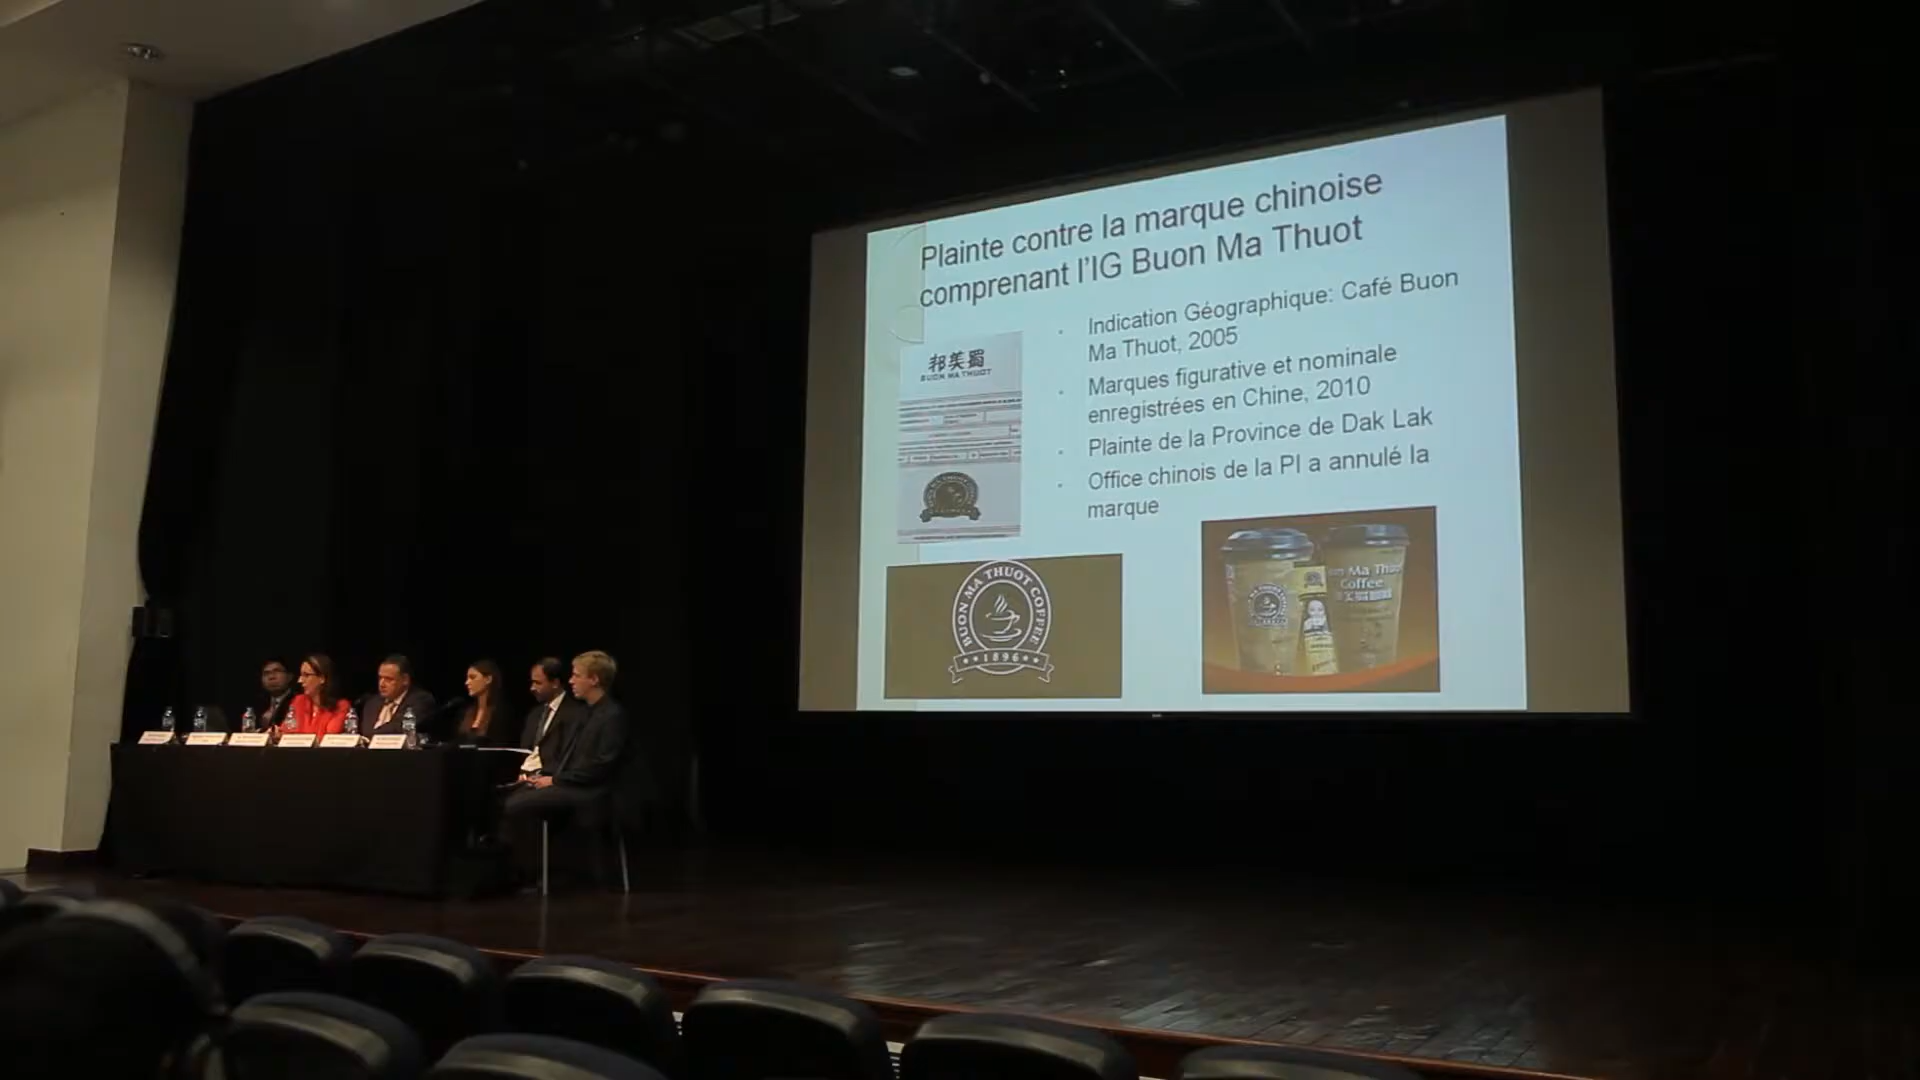 Plainte contre la marque chinoise
comprenant l'IG Buon Ma Thuot
Indication Géographique: Café Buon
Ma Thuot, 2005
Marques figurative et nominale
enregistrées en Chine, 2010
Plainte de la Province de Dak Lak
Office chinois de la PI a annulé la
marque
邦美蜀
BUON MA THUOT
BUON MA THUOT COFFEE
1896
Ma Thuot
Coffee